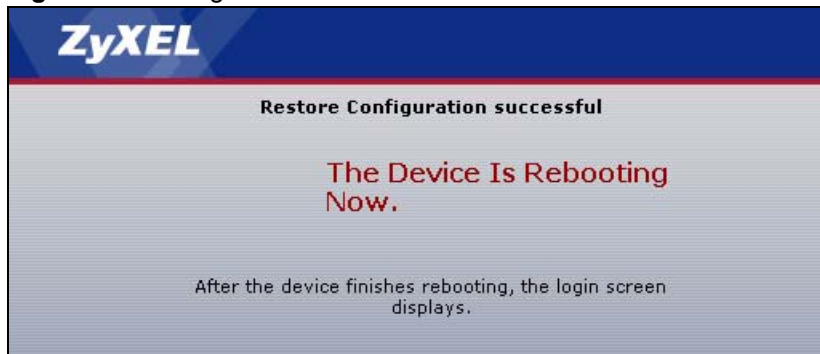 ZyXEL
Restore Configuration successful
The Device Is Rebooting
Now.
After the device finishes rebooting, the login screen
displays.